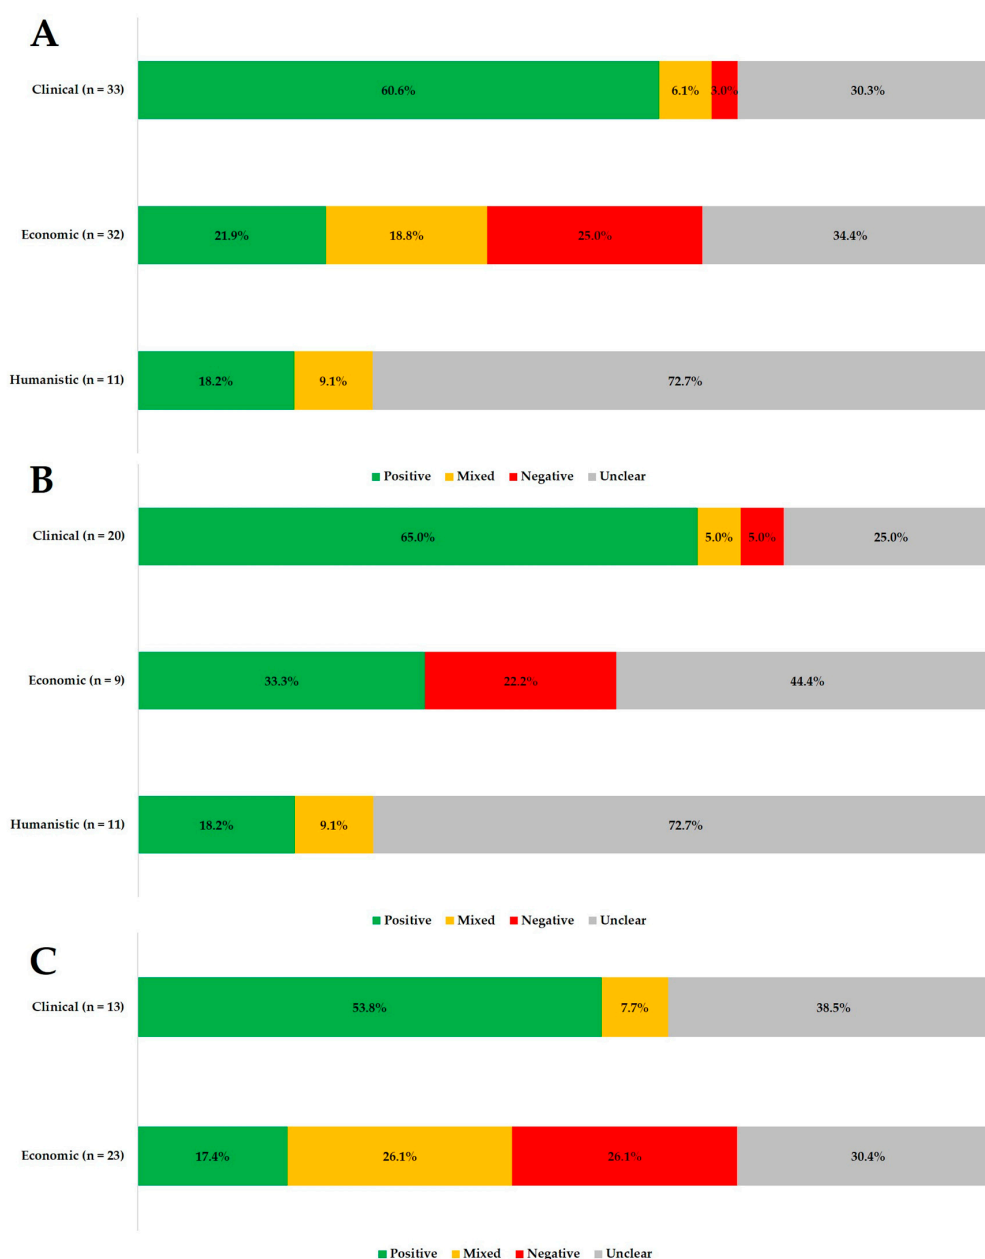 A
Clinical (n = 33)
60.6% 6.1% 3.0% 30.3%
Economic (n = 32)
21.9% 18.8% 25.0% 34.4%
Humanistic (n = 11)
18.2% 9.1% 72.7%
Positive Mixed Negative Unclear
B
Clinical (n = 20)
65.0% 5.0% 5.0% 25.0%
Economic (n = 9)
33.3% 22.2% 44.4%
Humanistic (n = 11)
18.2% 9.1% 72.7%
Positive Mixed Negative Unclear
C
Clinical (n = 13)
53.8% 7.7% 38.5%
Economic (n = 23)
17.4% 26.1% 26.1% 30.4%
Positive Mixed Negative Unclear